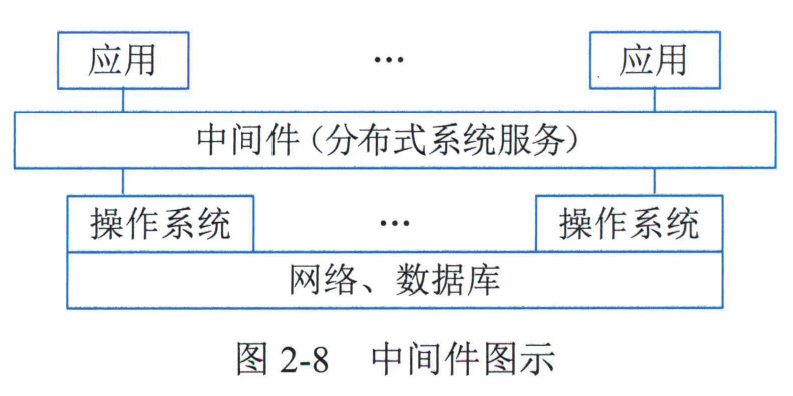 应用 … 应用
中间件（分布式系统服务）
操作系统 … 操作系统
网络、数据库
图 2-8 中间件图示